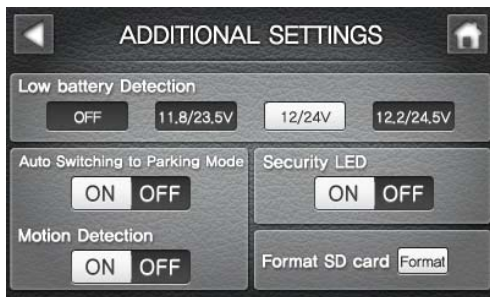 ADDITIONAL SETTINGS
Low battery Detection
OFF 11.8/23.5V 12/24V 12.2/24.5V
Auto Switching to Parking Mode
ON OFF
Motion Detection
ON OFF
Security LED
ON OFF
Format SD card Format